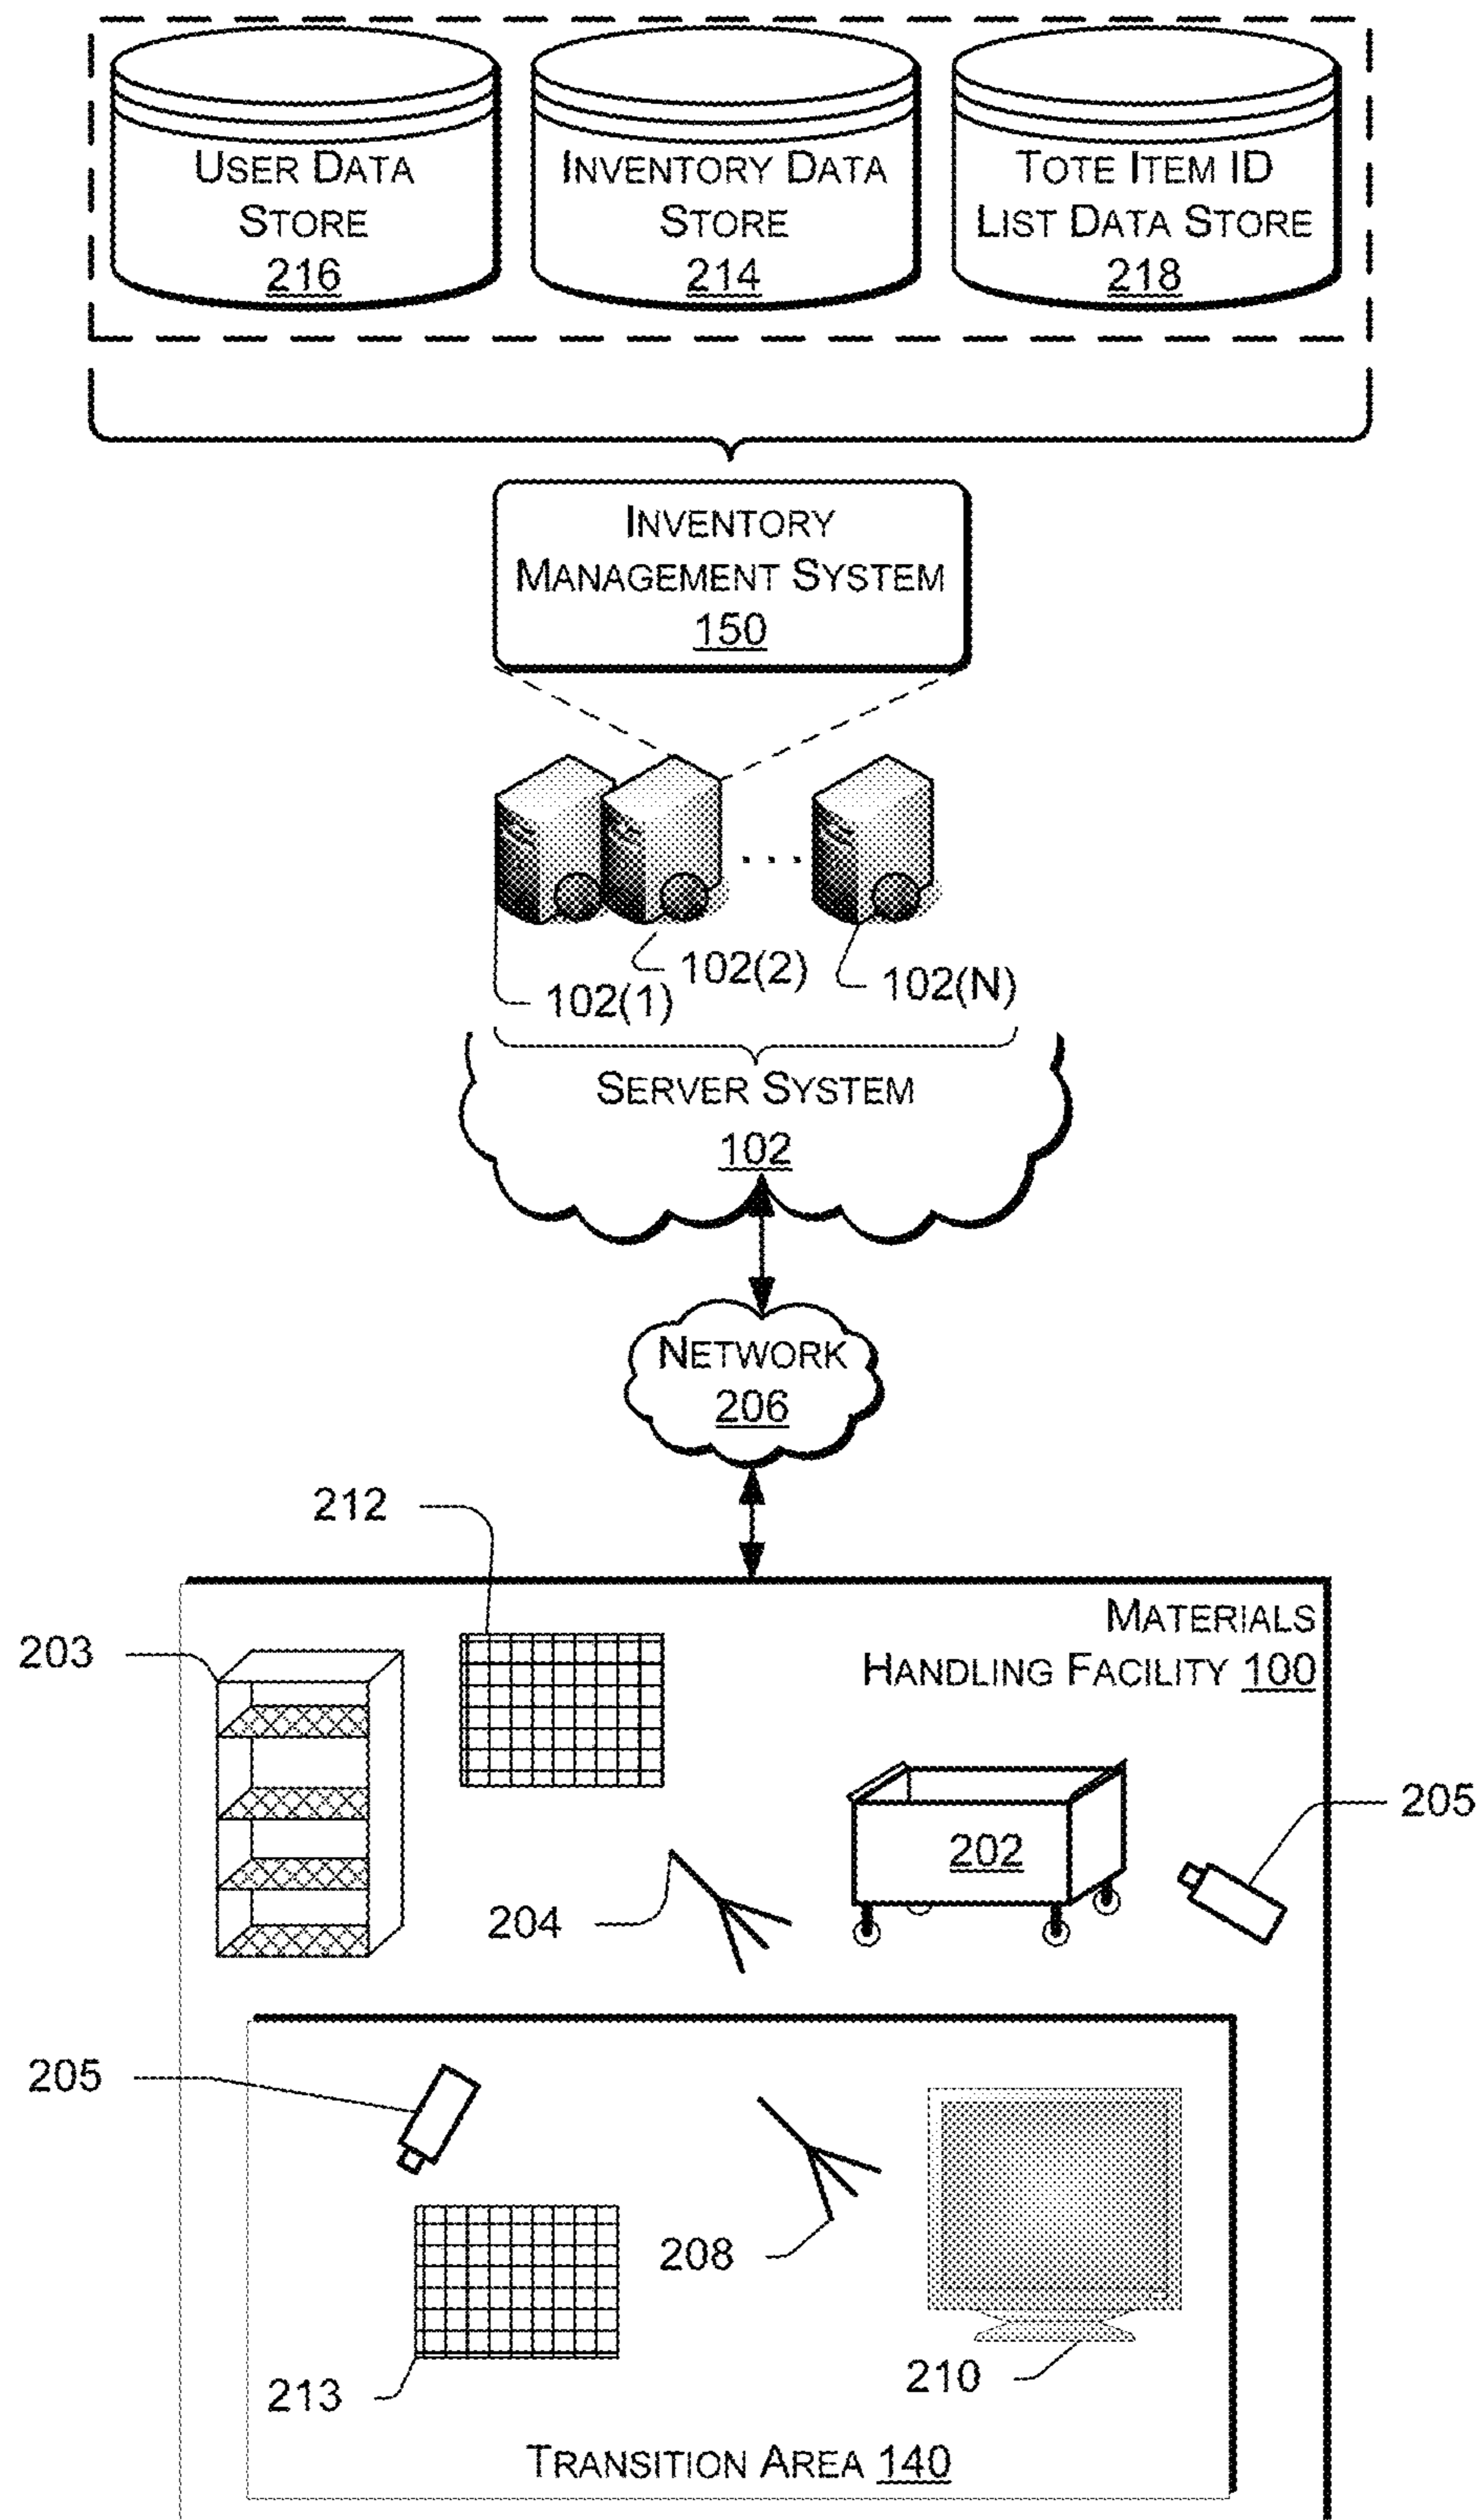 USER DATA
STORE
216
INVENTORY DATA
STORE
214
TOTE ITEM ID
LIST DATA STORE
218
INVENTORY
MANAGEMENT SYSTEM
150
102(1)
102(2)
102(N)
SERVER SYSTEM
102
NETWORK
206
212
MATERIALS
HANDLING FACILITY 100
203
202
205
204
205
208
210
213
TRANSITION AREA 140